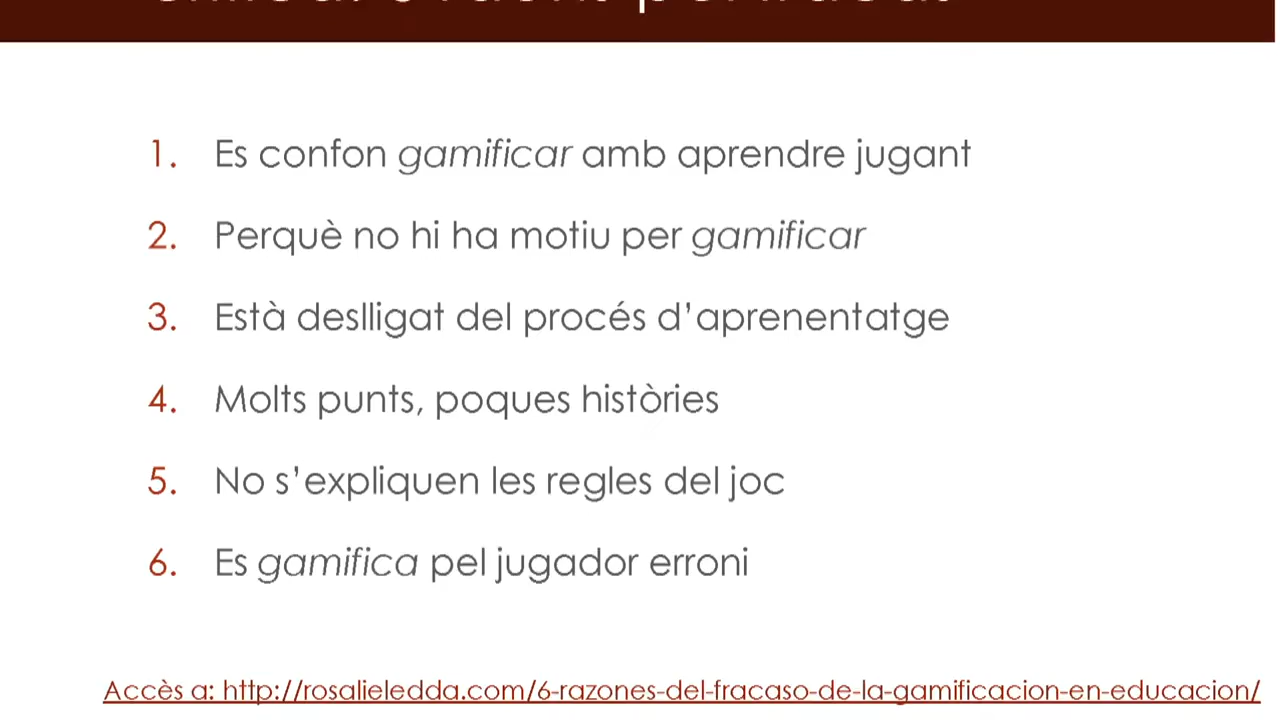 1. Es confon gamificar amb aprendre jugant
2. Perquè no hi ha motiu per gamificar
3. Està deslligat del procés d’aprenentatge
4. Molts punts, poques històries
5. No s’expliquen les regles del joc
6. Es gamifica pel jugador erroni
Accès a: http://rosalieledda.com/6-razones-del-fracaso-de-la-gamificacion-en-educacion/